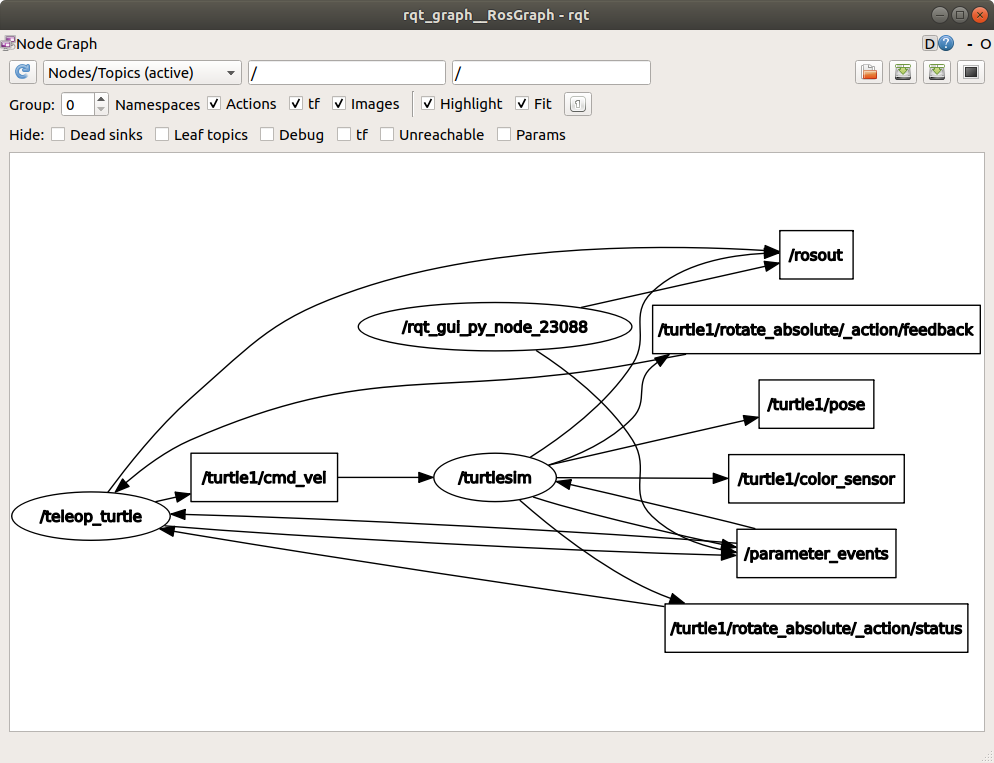 rqt_graph__RosGraph - rqt
Node Graph
D ? - O
Nodes/Topics (active) / /
Group: 0 Namespaces Actions tf Images Highlight Fit
Hide: Dead sinks Leaf topics Debug tf Unreachable Params
/rosout
/rqt_gui_py_node_23088
/turtle1/rotate_absolute/_action/feedback
/turtle1/pose
/turtle1/cmd_vel
/turtlesim
/turtle1/color_sensor
/teleop_turtle
/parameter_events
/turtle1/rotate_absolute/_action/status